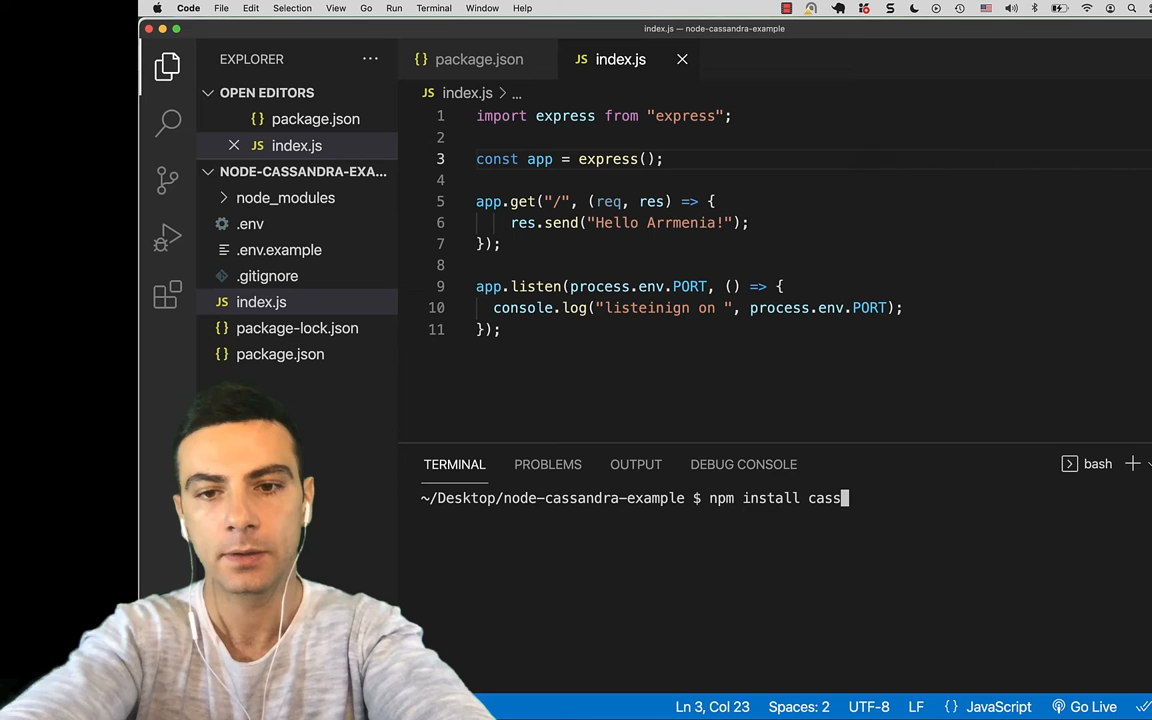 Code File Edit Selection View Go Run Terminal Window Help
index.js — node-cassandra-example
EXPLORER
package.json
index.js
OPEN EDITORS
package.json
index.js
NODE-CASSANDRA-EXA...
node_modules
.env
.env.example
.gitignore
index.js
package-lock.json
package.json
JS index.js > ...
1 import express from "express";
2
3 const app = express();
4
5 app.get("/", (req, res) => {
6 res.send("Hello Arrmenia!");
7 });
8
9 app.listen(process.env.PORT, () => {
10 console.log("listeinign on ", process.env.PORT);
11 });
TERMINAL PROBLEMS OUTPUT DEBUG CONSOLE
bash
~/Desktop/node-cassandra-example $ npm install cass
Ln 3, Col 23 Spaces: 2 UTF-8 LF {} JavaScript Go Live